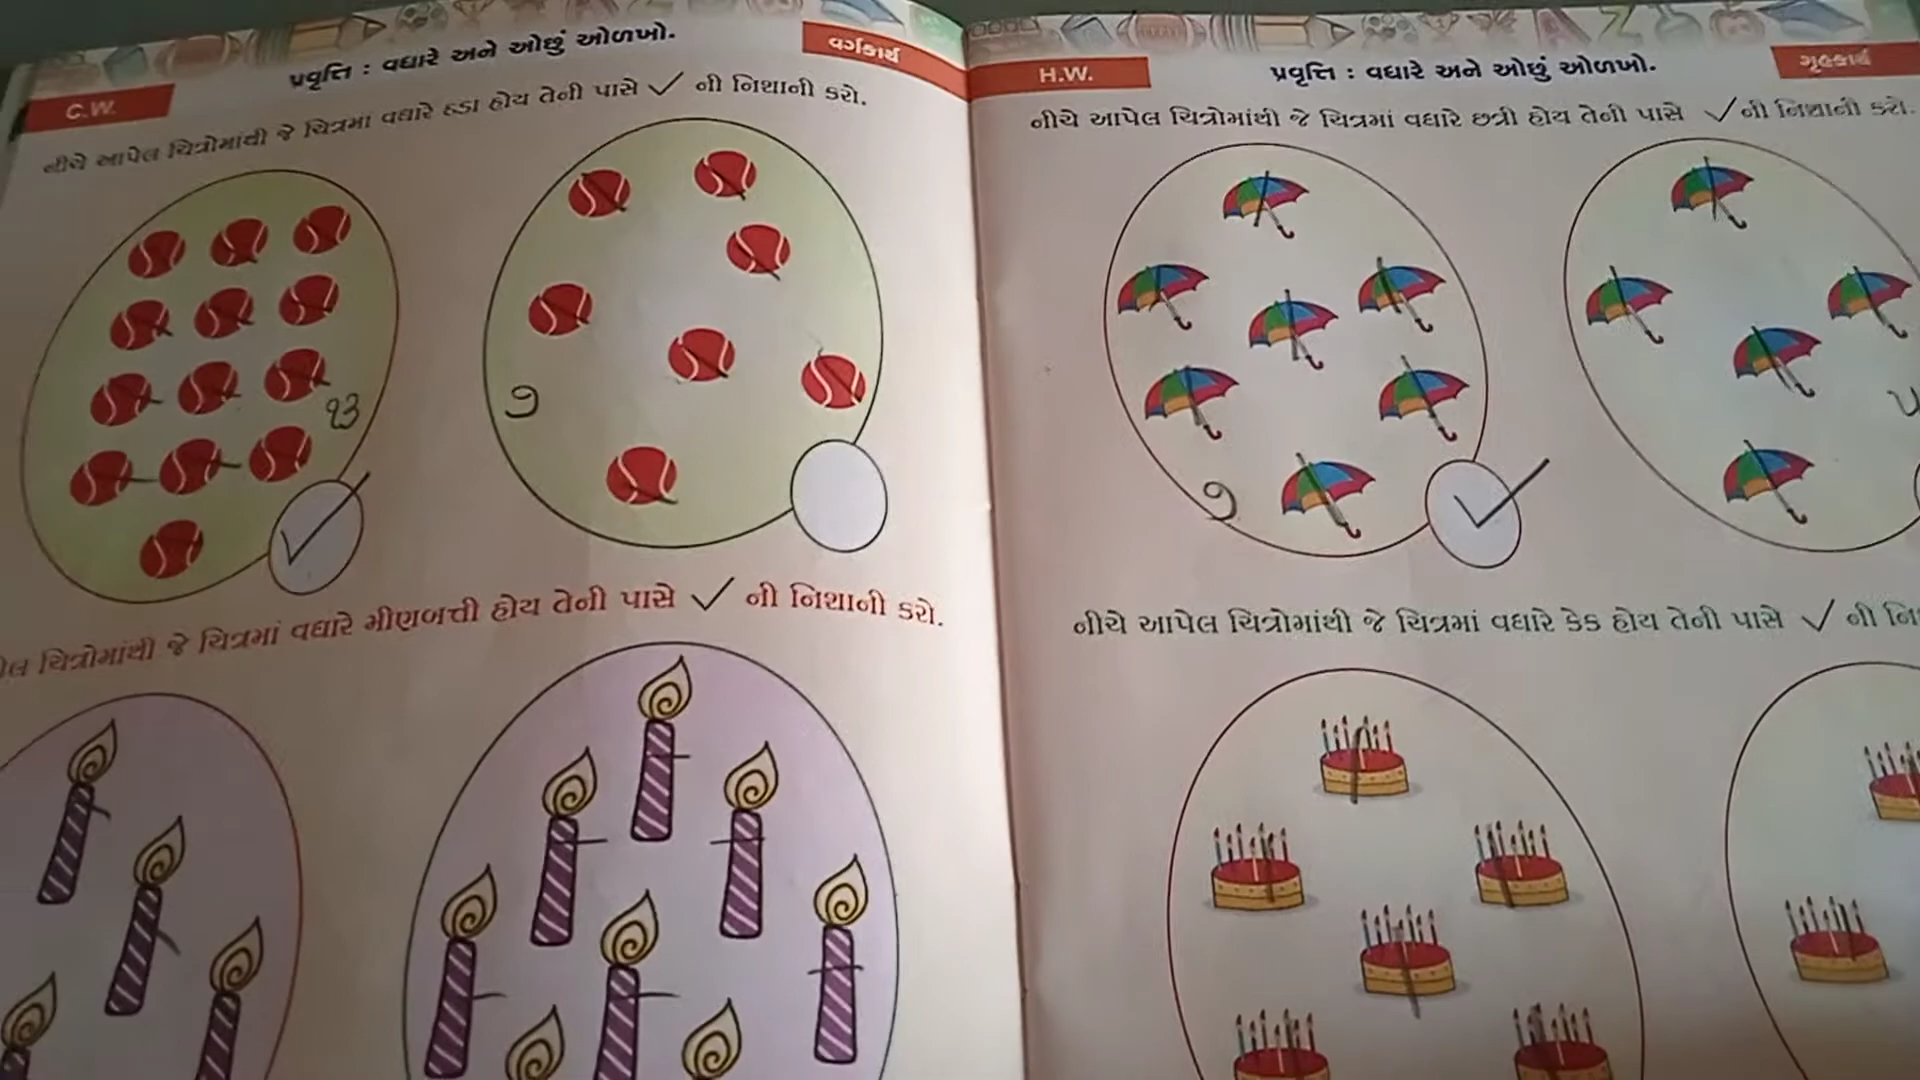 C.W.
પ્રવૃત્તિ : વધારે અને ઓછું ઓળખો.
વર્ગકાર્ય
નીચે આપેલ ચિત્રોમાંથી જે ચિત્રમાં વધારે દડા હોય તેની પાસે ✓ ની નિશાની કરો.
૧૩
૭
ચિત્રોમાંથી જે ચિત્રમાં વધારે મીણબત્તી હોય તેની પાસે ✓ ની નિશાની કરો.
H.W.
પ્રવૃત્તિ : વધારે અને ઓછું ઓળખો.
ગૃહકાર્ય
નીચે આપેલ ચિત્રોમાંથી જે ચિત્રમાં વધારે છત્રી હોય તેની પાસે ✓ ની નિશાની કરો.
૭
૫
નીચે આપેલ ચિત્રોમાંથી જે ચિત્રમાં વધારે કેક હોય તેની પાસે ✓ ની